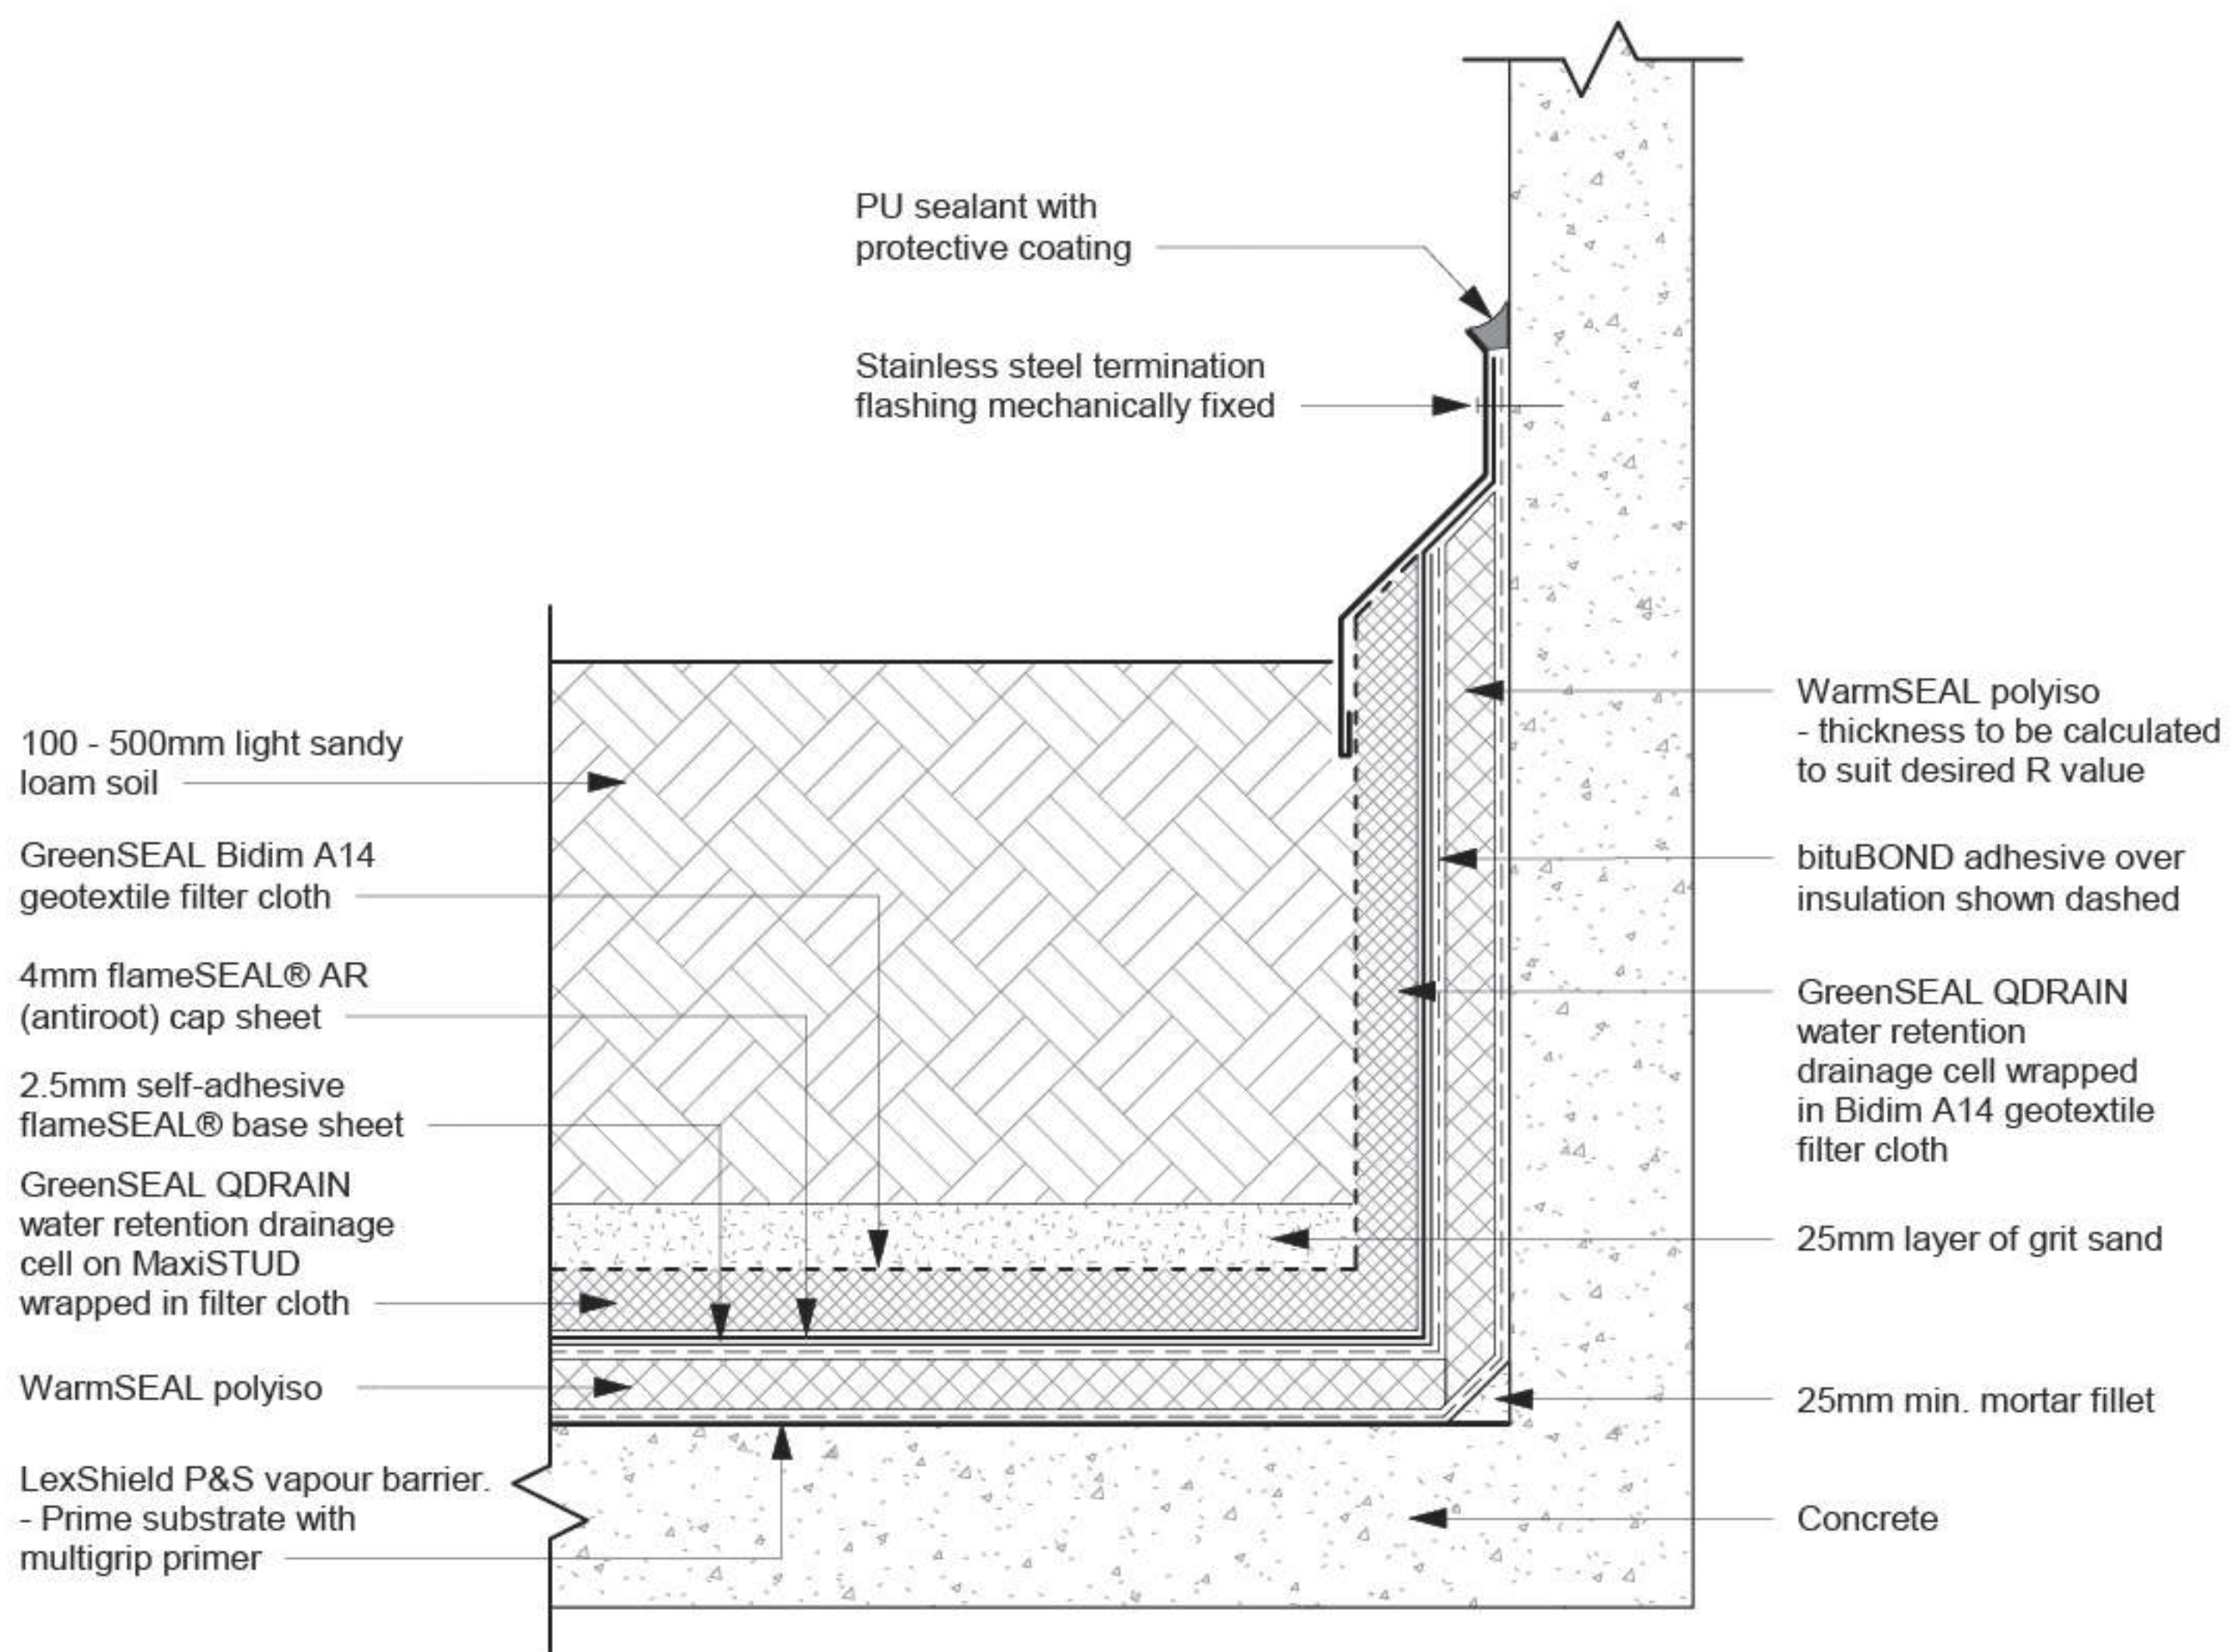 PU sealant with
protective coating
Stainless steel termination
flashing mechanically fixed
100 - 500mm light sandy
loam soil
GreenSEAL Bidim A14
geotextile filter cloth
4mm flameSEAL® AR
(antiroot) cap sheet
2.5mm self-adhesive
flameSEAL® base sheet
GreenSEAL QDRAIN
water retention drainage
cell on MaxiSTUD
wrapped in filter cloth
WarmSEAL polyiso
LexShield P&S vapour barrier.
- Prime substrate with
multigrip primer
WarmSEAL polyiso
- thickness to be calculated
to suit desired R value
bituBOND adhesive over
insulation shown dashed
GreenSEAL QDRAIN
water retention
drainage cell wrapped
in Bidim A14 geotextile
filter cloth
25mm layer of grit sand
25mm min. mortar fillet
Concrete